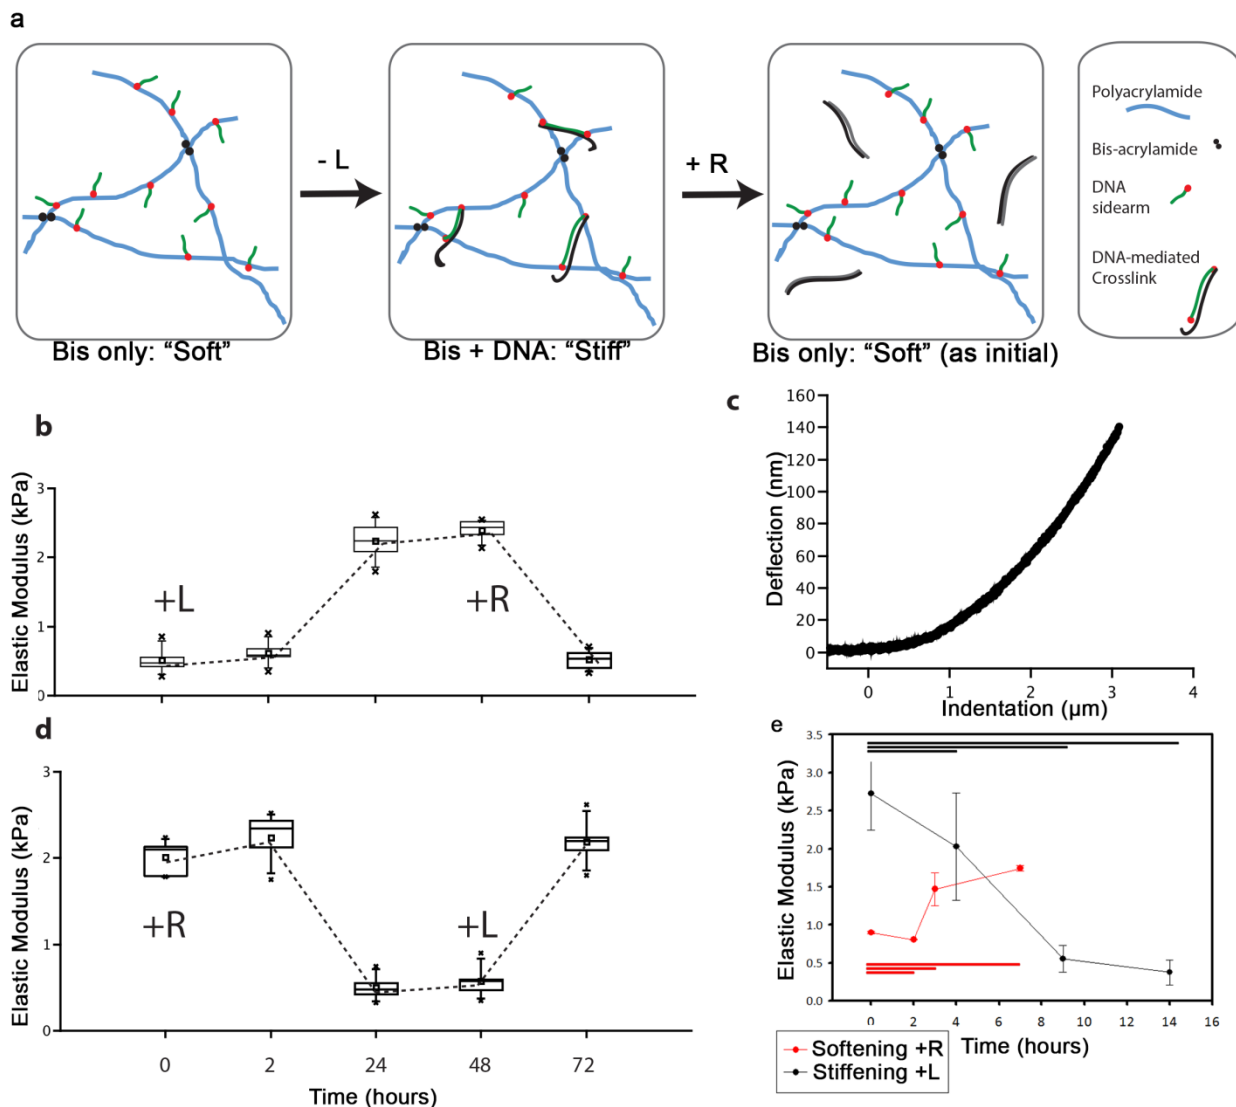 a
- L
+ R
Bis only: “Soft”
Bis + DNA: “Stiff”
Bis only: “Soft” (as initial)
Polyacrylamide
Bis-acrylamide
DNA
sidearm
DNA-mediated
Crosslink
b
Elastic Modulus (kPa)
3
2
1
0
+L
+R
c
Deflection (nm)
160
140
120
100
80
60
40
20
0
0 1 2 3 4
Indentation (µm)
d
Elastic Modulus (kPa)
3
2
1
0
+R
+L
0 2 24 48 72
Time (hours)
e
Elastic Modulus (kPa)
3.5
3.0
2.5
2.0
1.5
1.0
0.5
0.0
0 2 4 6 8 10 12 14 16
Time (hours)
Softening +R
Stiffening +L